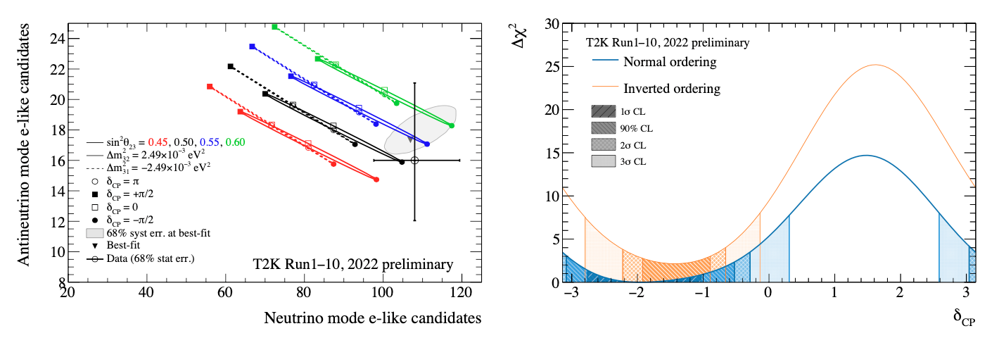 Antineutrino mode e-like candidates
24
22
20
18
16
14
12
10
8
20 40 60 80 100 120
Neutrino mode e-like candidates
sin²θ₂₃ = 0.45, 0.50, 0.55, 0.60
Δm²₃₂ = 2.49×10⁻³ eV²
Δm²₃₁ = −2.49×10⁻³ eV²
δCP = π
δCP = +π/2
δCP = 0
δCP = −π/2
68% syst err. at best-fit
Best-fit
Data (68% stat err.)
T2K Run1–10, 2022 preliminary
Δχ²
30
25
20
15
10
5
0
−3 −2 −1 0 1 2 3
δCP
T2K Run1–10, 2022 preliminary
Normal ordering
Inverted ordering
1σ CL
90% CL
2σ CL
3σ CL